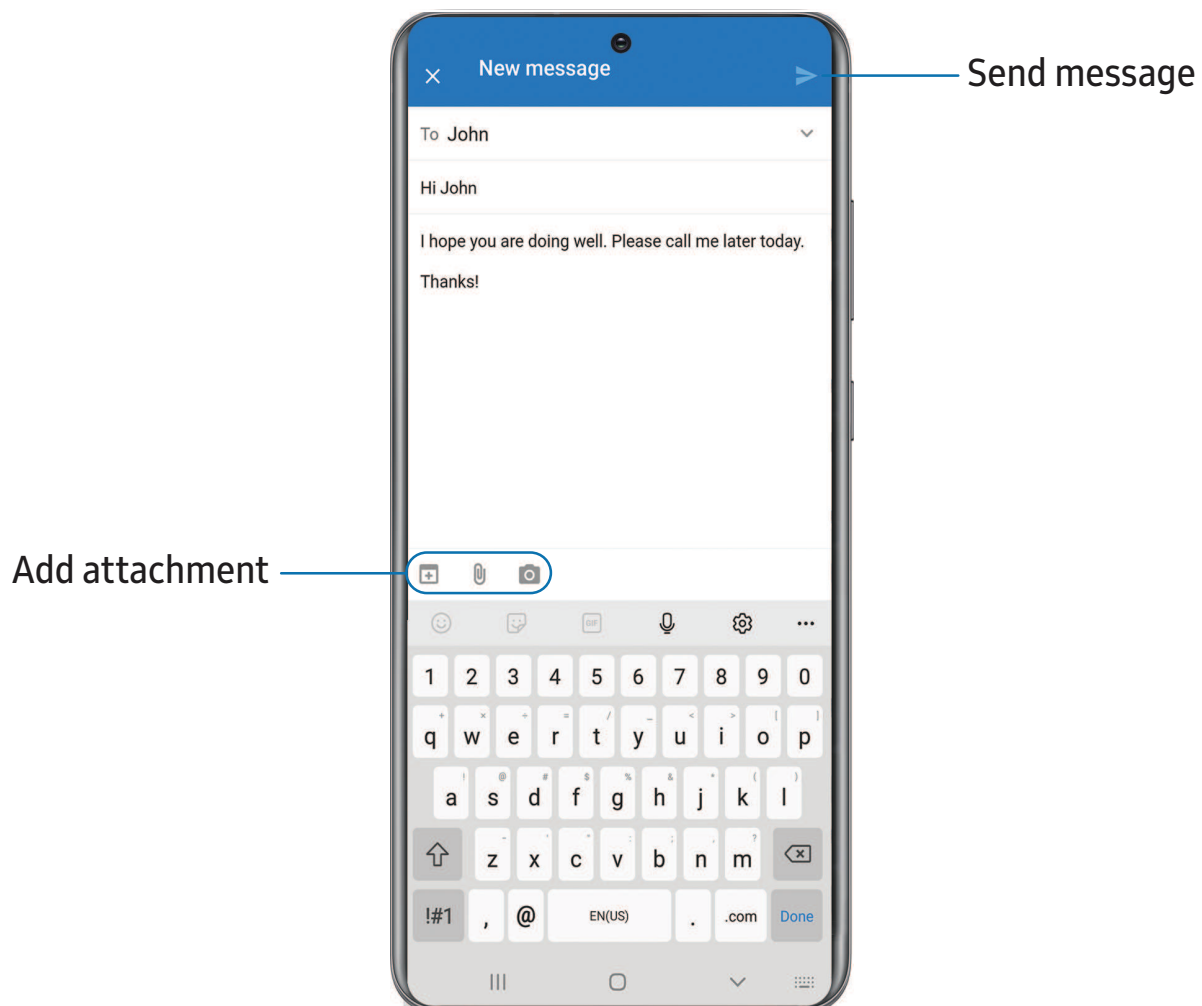 New message
Send message
To John
Hi John
I hope you are doing well. Please call me later today.
Thanks!
Add attachment
GIF
1 2 3 4 5 6 7 8 9 0
+ × ÷ = / _ < > [ ]
q w e r t y u i o p
! @ # $ % & * ( )
a s d f g h j k l
- ' " : ; , ?
z x c v b n m
!#1 , @ EN(US) . .com Done